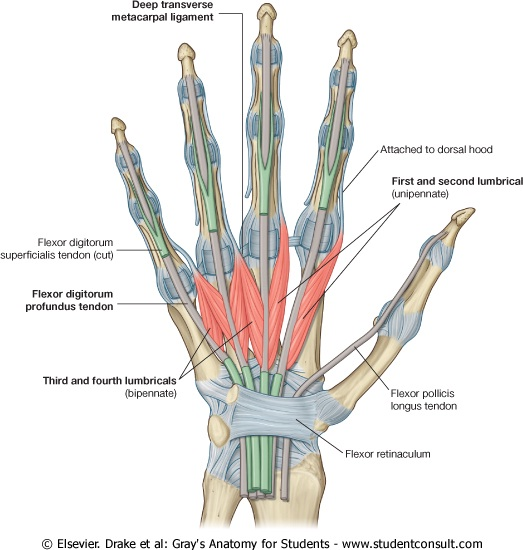 Deep transverse
metacarpal ligament
Attached to dorsal hood
First and second lumbrical
(unipennate)
Flexor digitorum
superficialis tendon (cut)
Flexor digitorum
profundus tendon
Third and fourth lumbricals
(bipennate)
Flexor pollicis
longus tendon
Flexor retinaculum
© Elsevier. Drake et al: Gray's Anatomy for Students - www.studentconsult.com